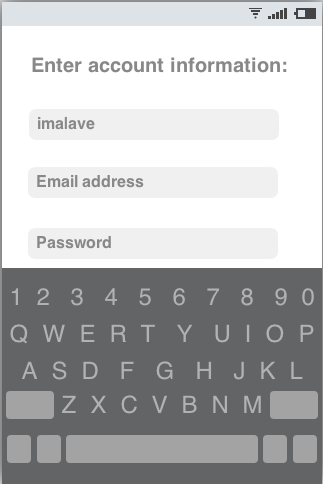 Enter account information:
imalave
Email address
Password
1 2 3 4 5 6 7 8 9 0
Q W E R T Y U I O P
A S D F G H J K L
Z X C V B N M